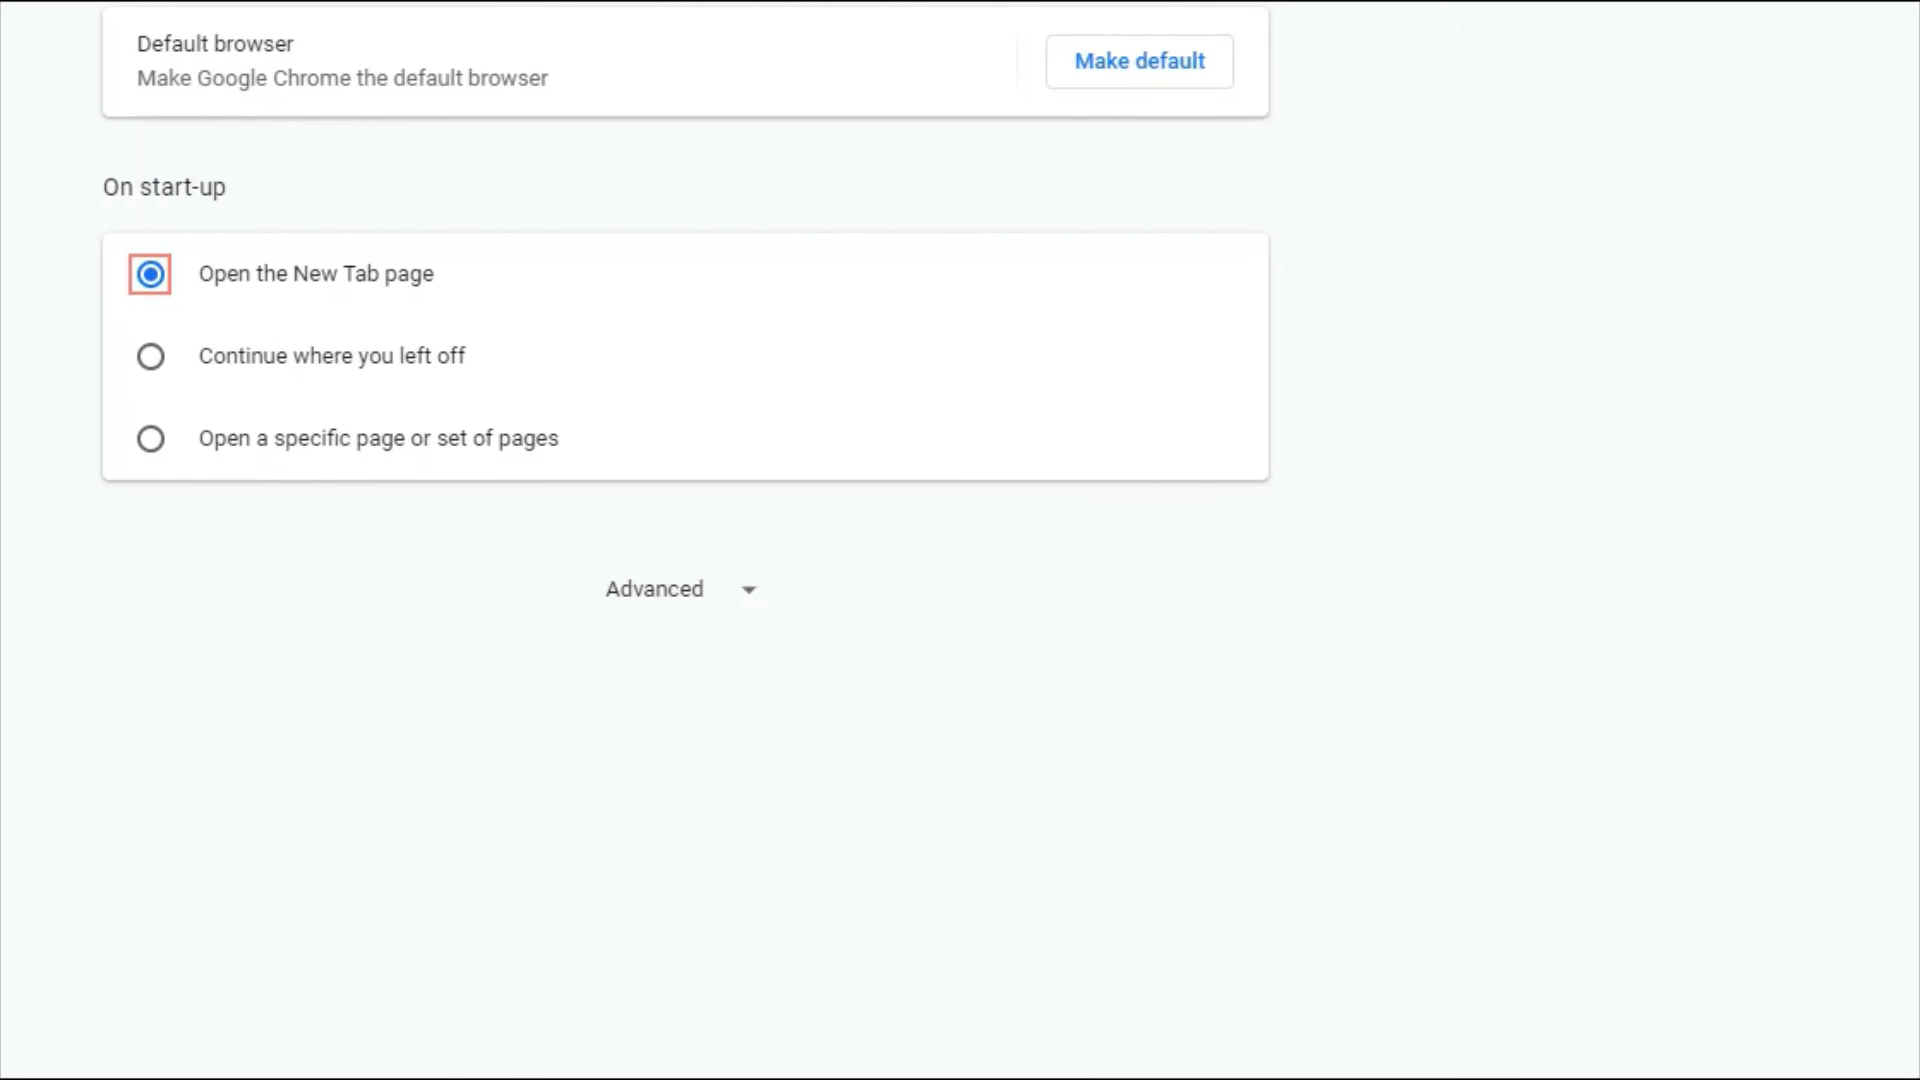 Default browser
Make Google Chrome the default browser
Make default
On start-up
Open the New Tab page
Continue where you left off
Open a specific page or set of pages
Advanced